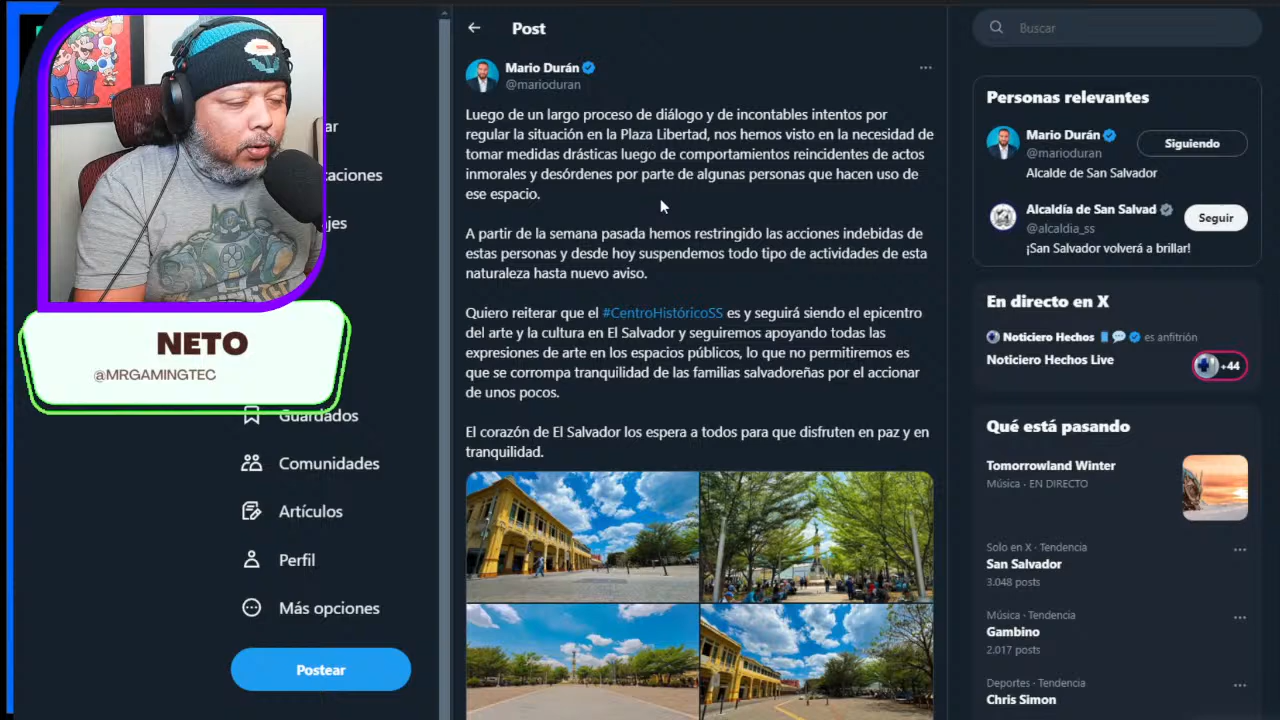 NETO
@MRGAMINGTEC
ar
caciones
ajes
Guardados
Comunidades
Artículos
Perfil
Más opciones
Postear
Post
Mario Durán
@marioduran
Luego de un largo proceso de diálogo y de incontables intentos por
regular la situación en la Plaza Libertad, nos hemos visto en la necesidad de
tomar medidas drásticas luego de comportamientos reincidentes de actos
inmorales y desórdenes por parte de algunas personas que hacen uso de
ese espacio.
A partir de la semana pasada hemos restringido las acciones indebidas de
estas personas y desde hoy suspendemos todo tipo de actividades de esta
naturaleza hasta nuevo aviso.
Quiero reiterar que el #CentroHistóricoSS es y seguirá siendo el epicentro
del arte y la cultura en El Salvador y seguiremos apoyando todas las
expresiones de arte en los espacios públicos, lo que no permitiremos es
que se corrompa tranquilidad de las familias salvadoreñas por el accionar
de unos pocos.
El corazón de El Salvador los espera a todos para que disfruten en paz y en
tranquilidad.
Buscar
Personas relevantes
Mario Durán
@marioduran
Siguiendo
Alcalde de San Salvador
Alcaldía de San Salvad
@alcaldia_ss
Seguir
¡San Salvador volverá a brillar!
En directo en X
Noticiero Hechos es anfitrión
Noticiero Hechos Live
+44
Qué está pasando
Tomorrowland Winter
Música · EN DIRECTO
Solo en X · Tendencia
San Salvador
3.048 posts
Música · Tendencia
Gambino
2.017 posts
Deportes · Tendencia
Chris Simon